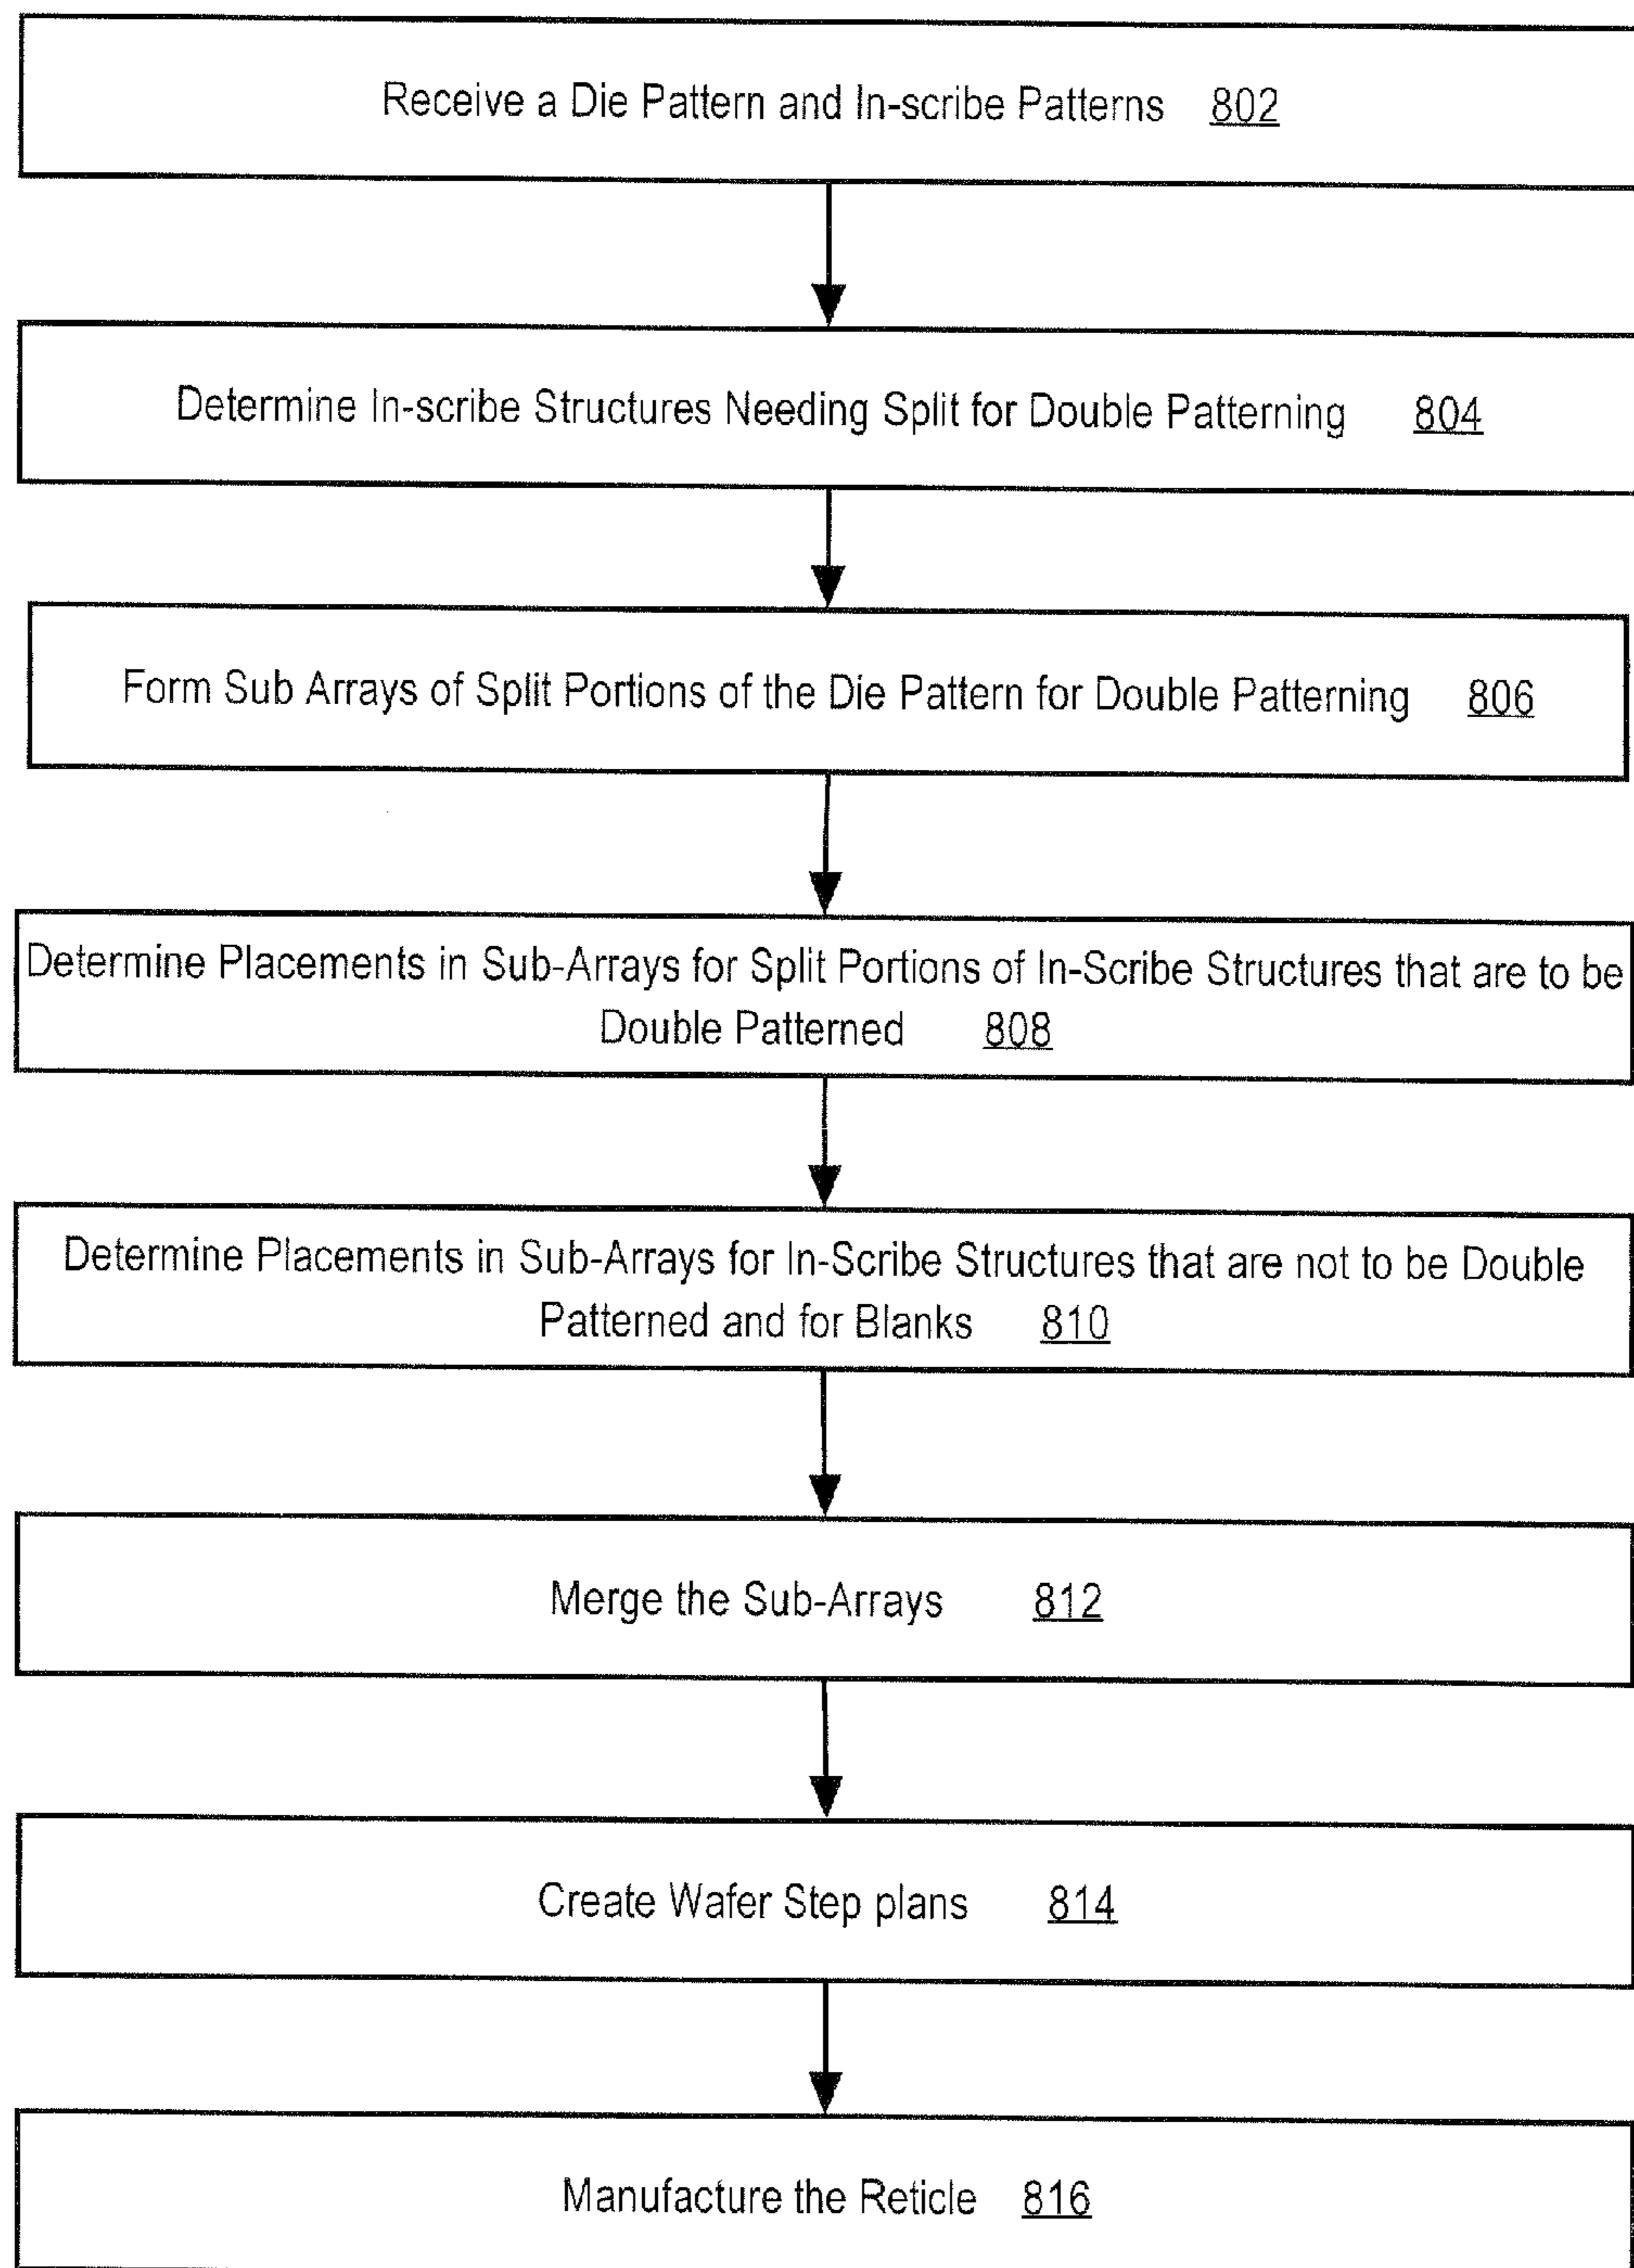 Receive a Die Pattern and In-scribe Patterns 802
Determine In-scribe Structures Needing Split for Double Patterning 804
Form Sub Arrays of Split Portions of the Die Pattern for Double Patterning 806
Determine Placements in Sub-Arrays for Split Portions of In-Scribe Structures that are to be
Double Patterned 808
Determine Placements in Sub-Arrays for In-Scribe Structures that are not to be Double
Patterned and for Blanks 810
Merge the Sub-Arrays 812
Create Wafer Step plans 814
Manufacture the Reticle 816